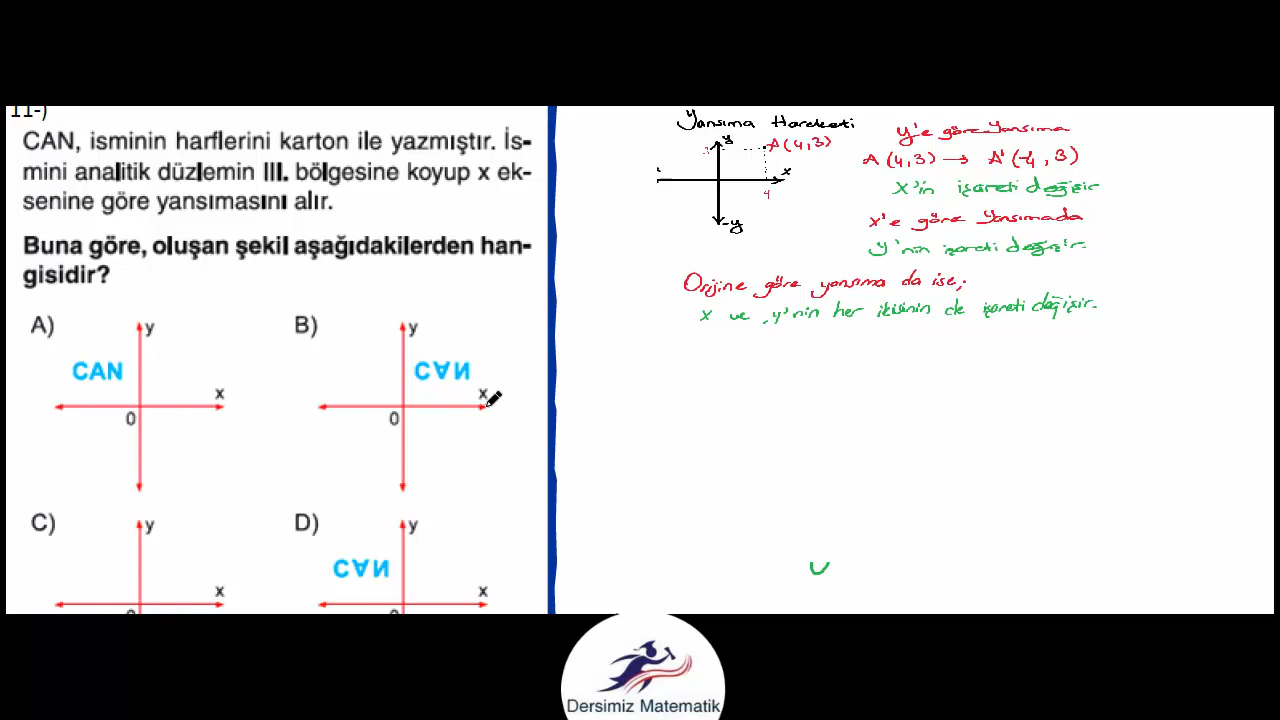 11-)
CAN, isminin harflerini karton ile yazmıştır. İs-
mini analitik düzlemin III. bölgesine koyup x ek-
senine göre yansımasını alır.
Buna göre, oluşan şekil aşağıdakilerden han-
gisidir?
A)
y
CAN
x
0
B)
y
C∀N
x
0
C)
y
x
0
D)
y
C∀N
x
0
Yansıma Hareketi
y
A(4,3)
x
4
-y
y'e göre Yansıma
A(4,3) → A'(-4,3)
x'in işareti değişir
x'e göre Yansımada
y'nin işareti değişir.
Orijine göre yansıma da ise;
x ve y'nin her ikisinin de işareti değişir.
Dersimiz Matematik